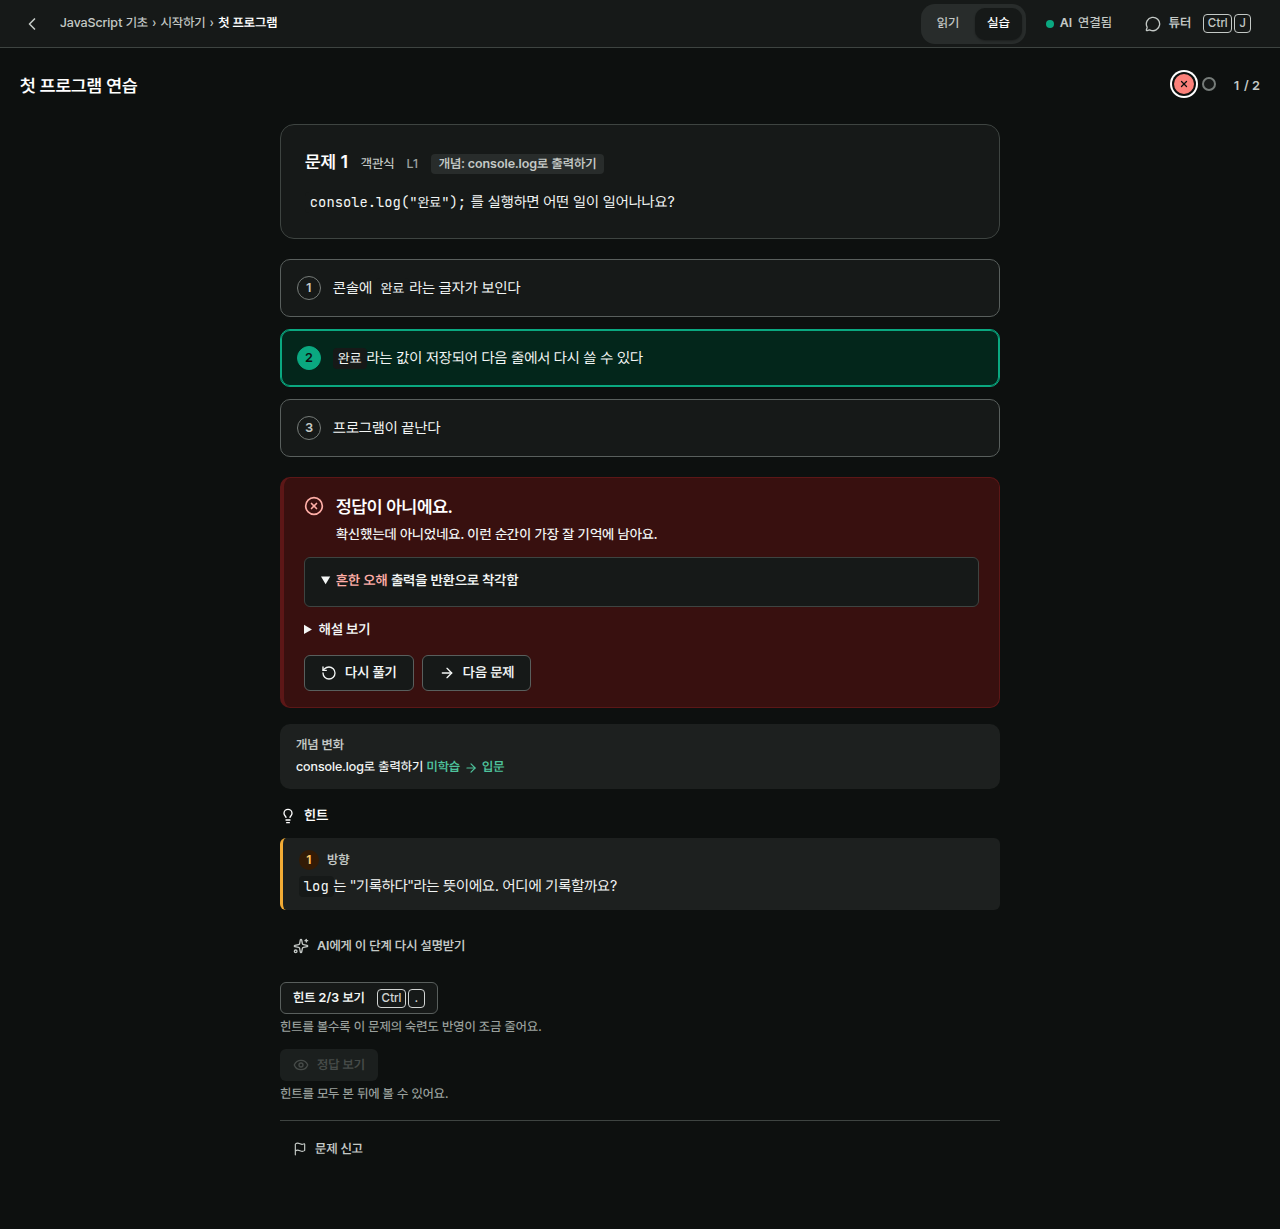 JavaScript 기초 › 시작하기 › 첫 프로그램
읽기 실습
AI 연결됨
튜터 Ctrl J
첫 프로그램 연습
1 / 2
문제 1 객관식 L1 개념: console.log로 출력하기
console.log("완료"); 를 실행하면 어떤 일이 일어나나요?
1 콘솔에 완료 라는 글자가 보인다
2 완료 라는 값이 저장되어 다음 줄에서 다시 쓸 수 있다
3 프로그램이 끝난다
정답이 아니에요.
확신했는데 아니었네요. 이런 순간이 가장 잘 기억에 남아요.
▼ 흔한 오해 출력을 반환으로 착각함
▶ 해설 보기
다시 풀기 다음 문제
개념 변화
console.log로 출력하기 미학습 → 입문
힌트
1 방향
log 는 "기록하다"라는 뜻이에요. 어디에 기록할까요?
AI에게 이 단계 다시 설명받기
힌트 2/3 보기 Ctrl .
힌트를 볼수록 이 문제의 숙련도 반영이 조금 줄어요.
정답 보기
힌트를 모두 본 뒤에 볼 수 있어요.
문제 신고